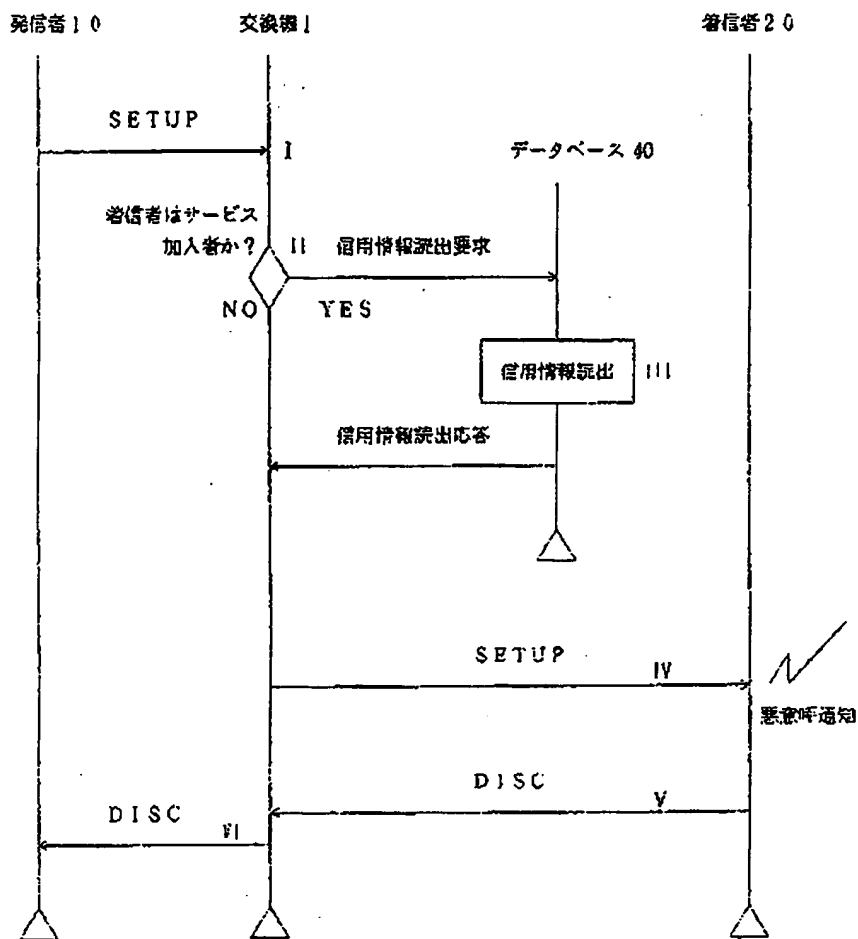 発信者10 交換機1 着信者20
SETUP
I
データベース 40
着信者はサービス
加入者か?
II 信用情報読出要求
NO YES
信用情報読出 III
信用情報読出応答
SETUP IV
悪意呼通知
DISC V
DISC VI